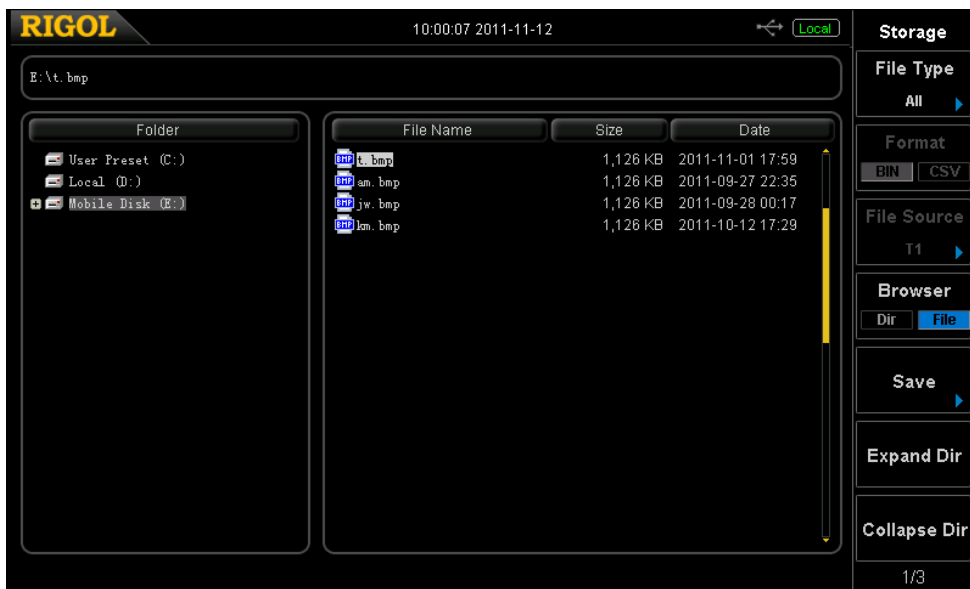 RIGOL 10:00:07 2011-11-12 Local
E:\t.bmp
Folder
User Preset (C:)
Local (D:)
Mobile Disk (E:)
File Name Size Date
BMP t.bmp 1,126 KB 2011-11-01 17:59
BMP am.bmp 1,126 KB 2011-09-27 22:35
BMP jw.bmp 1,126 KB 2011-09-28 00:17
BMP km.bmp 1,126 KB 2011-10-12 17:29
Storage
File Type
All
Format
BIN CSV
File Source
T1
Browser
Dir File
Save
Expand Dir
Collapse Dir
1/3